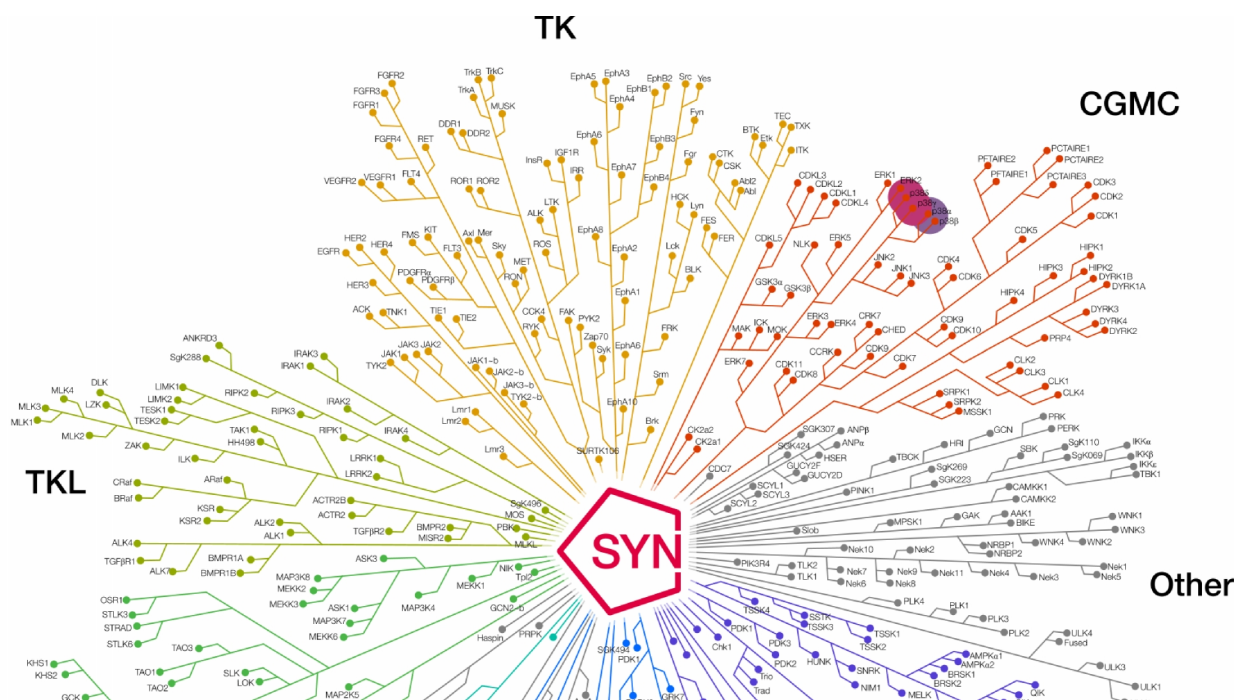 TK
CGMC
TKL
Other
SYN
FGFR2
FGFR3
FGFR1
FGFR4
RET
TrkB
TrkC
TrkA
MUSK
DDR1
DDR2
VEGFR2
VEGFR1
FLT4
ROR1
ROR2
InsR
IGF1R
IRR
EphA5
EphA3
EphA4
EphA6
EphA7
EphB2
EphB1
EphB3
EphB4
Src
Yes
Fyn
Fgr
HCK
Lyn
Lck
BLK
FES
FER
CTK
CSK
Abl2
Abl
BTK
Etk
TEC
TXK
ITK
EGFR
HER2
HER4
HER3
FMS
KIT
FLT3
PDGFRα
PDGFRβ
Axl
Mer
Sky
MET
RON
ALK
LTK
ROS
EphA8
EphA2
EphA1
ACK
TNK1
TIE1
TIE2
CCK4
RYK
FAK
PYK2
Zap70
Syk
EphA6
FRK
Srm
Brk
EphA10
JAK3
JAK2
JAK1
TYK2
JAK1~b
JAK2~b
JAK3~b
TYK2~b
Lmr1
Lmr2
Lmr3
SURTK106
CDKL3
CDKL2
CDKL1
CDKL4
CDKL5
ERK1
ERK2
p38δ
p38γ
p38α
p38β
NLK
ERK5
JNK2
JNK1
JNK3
GSK3α
GSK3β
MAK
ICK
MOK
ERK3
ERK4
ERK7
CRK7
CHED
CCRK
CDK9
CDK7
CDK11
CDK8
CDK9
CDK10
CDK4
CDK6
CDK5
PFTAIRE2
PFTAIRE1
PCTAIRE1
PCTAIRE2
PCTAIRE3
CDK3
CDK2
CDK1
HIPK1
HIPK2
HIPK3
HIPK4
DYRK1B
DYRK1A
DYRK3
DYRK4
DYRK2
PRP4
CLK2
CLK3
CLK1
CLK4
SRPK1
SRPK2
MSSK1
CK2a2
CK2a1
ANKRD3
SgK288
DLK
LZK
MLK4
MLK3
MLK1
MLK2
LIMK1
LIMK2
TESK1
TESK2
RIPK2
RIPK3
RIPK1
IRAK3
IRAK1
IRAK2
IRAK4
TAK1
HH498
ZAK
ILK
LRRK1
LRRK2
CRaf
BRaf
ARaf
KSR
KSR2
ACTR2B
ACTR2
TGFβR2
BMPR2
MISR2
SgK496
MOS
PBK
MLKL
ALK2
ALK1
ALK4
TGFβR1
ALK7
BMPR1A
BMPR1B
ASK3
MAP3K8
MEKK2
MEKK3
ASK1
MAP3K7
MEKK6
MAP3K4
MEKK1
NIK
Tpl2
GCN2~b
Haspin
PRPK
OSR1
STLK3
STRAD
STLK6
TAO3
TAO1
TAO2
SLK
LOK
KHS1
KHS2
GCK
MAP2K5
CDC7
SGK307
SGK424
ANPβ
ANPα
HSER
GUCY2F
GUCY2D
SCYL1
SCYL3
SCYL2
TBCK
PINK1
HRI
GCN
PRK
PERK
SgK269
SGK223
SBK
SgK110
SgK069
IKKα
IKKβ
IKKε
TBK1
CAMKK1
CAMKK2
Slob
MPSK1
GAK
AAK1
BIKE
WNK1
WNK3
WNK4
WNK2
NRBP1
NRBP2
PIK3R4
TLK2
TLK1
Nek10
Nek2
Nek7
Nek6
Nek9
Nek8
Nek11
Nek4
Nek3
Nek1
Nek5
PLK4
PLK1
PLK3
PLK2
ULK4
Fused
ULK3
ULK1
TSSK4
SSTK
TSSK3
TSSK1
TSSK2
SGK494
PDK1
PDK1
Chk1
PDK3
PDK2
Trio
Trad
HUNK
SNRK
NIM1
MELK
AMPKα1
AMPKα2
BRSK1
BRSK2
QIK
GRK7